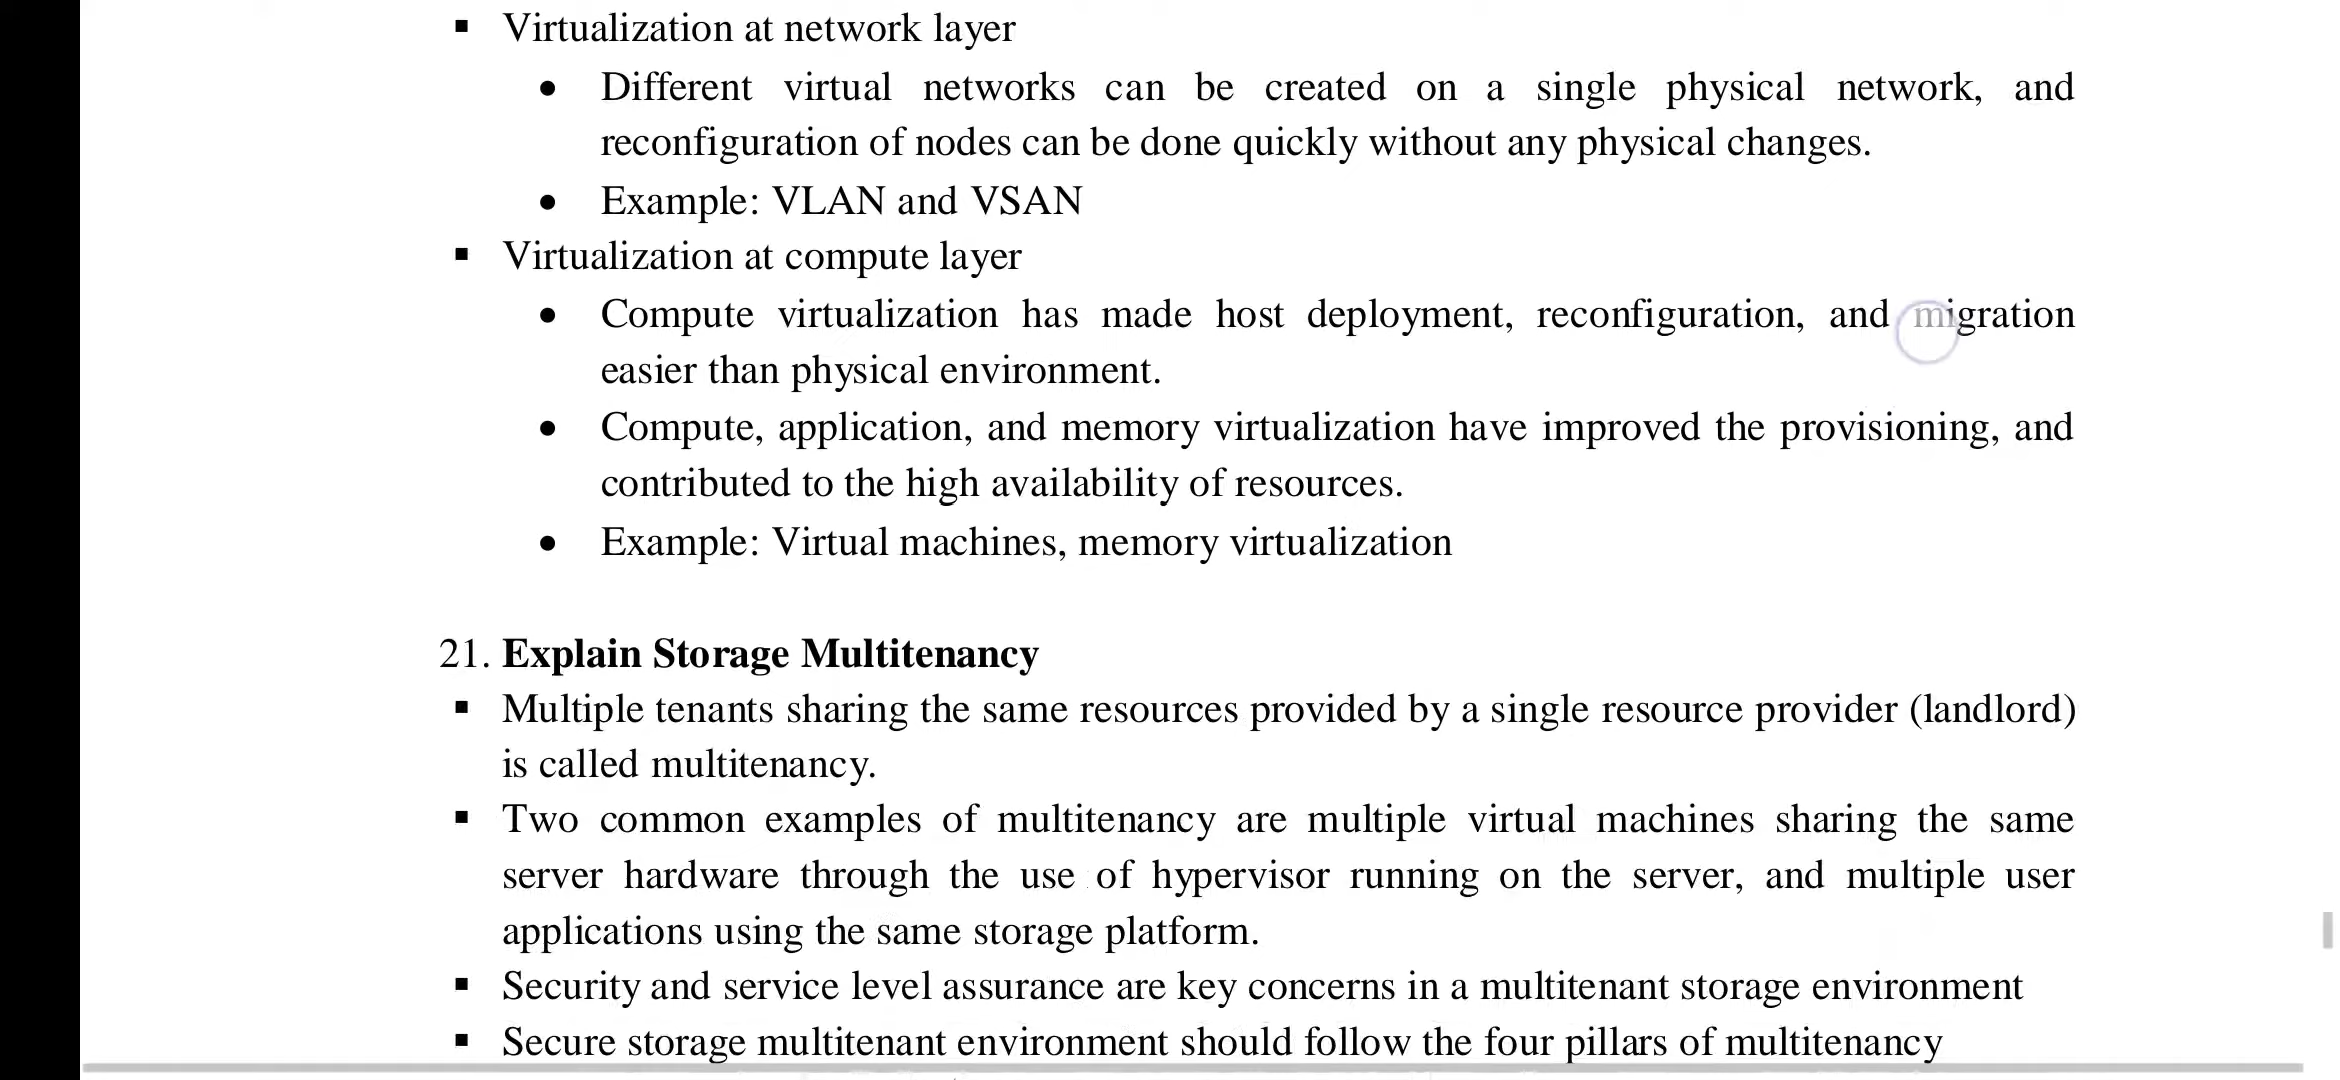 ▪ Virtualization at network layer
• Different virtual networks can be created on a single physical network, and
reconfiguration of nodes can be done quickly without any physical changes.
• Example: VLAN and VSAN
▪ Virtualization at compute layer
• Compute virtualization has made host deployment, reconfiguration, and migration
easier than physical environment.
• Compute, application, and memory virtualization have improved the provisioning, and
contributed to the high availability of resources.
• Example: Virtual machines, memory virtualization
21. Explain Storage Multitenancy
▪ Multiple tenants sharing the same resources provided by a single resource provider (landlord)
is called multitenancy.
▪ Two common examples of multitenancy are multiple virtual machines sharing the same
server hardware through the use of hypervisor running on the server, and multiple user
applications using the same storage platform.
▪ Security and service level assurance are key concerns in a multitenant storage environment
▪ Secure storage multitenant environment should follow the four pillars of multitenancy